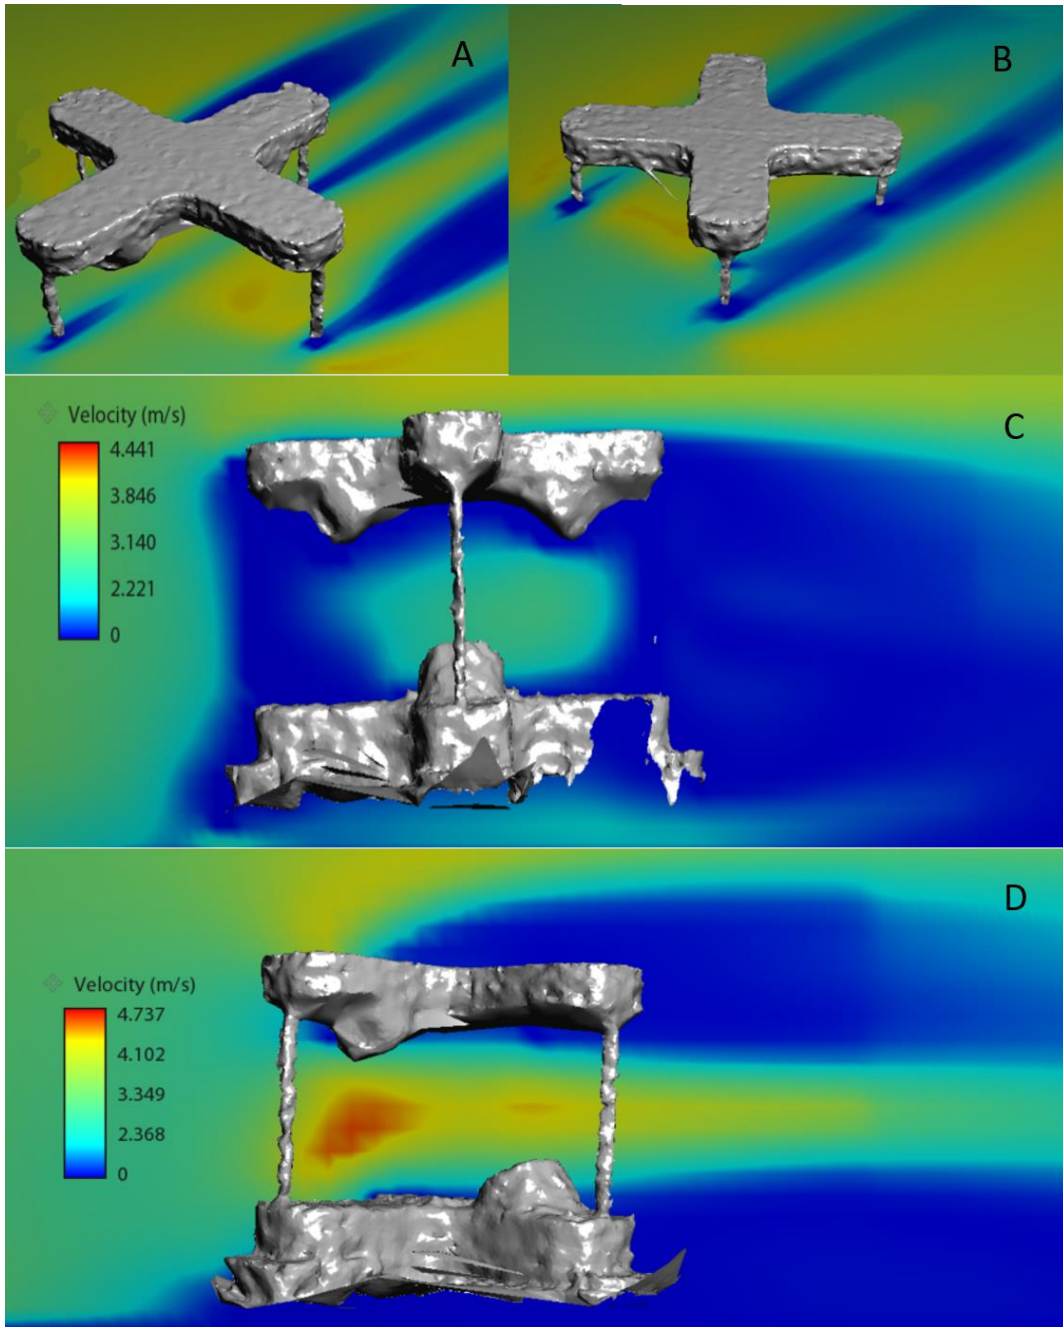 A
B
C
Velocity (m/s)
4.441
3.846
3.140
2.221
0
D
Velocity (m/s)
4.737
4.102
3.349
2.368
0